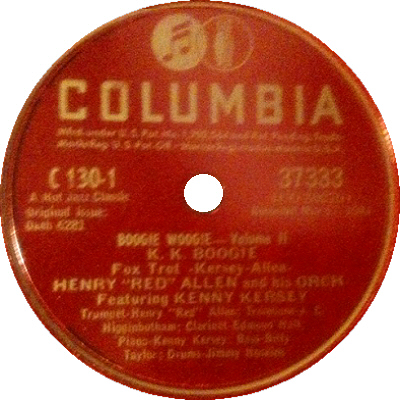 COLUMBIA
C 130-1
37333
A Hot Jazz Classic
Original Issue:
BOOGIE WOOGIE — Volume II
K. K. BOOGIE
Fox Trot -Kersey-Allen-
HENRY "RED" ALLEN and his ORCH.
Featuring KENNY KERSEY
Trumpet-Henry "Red" Allen; Trombone-J. C.
Higginbotham; Clarinet-Edmond Hall;
Piano-Kenny Kersey; Bass-Billy
Taylor; Drums-Jimmy Hoskins